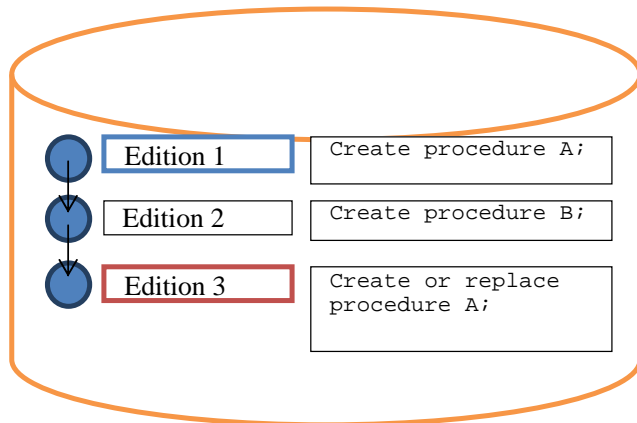 Edition 1
Create procedure A;
Edition 2
Create procedure B;
Edition 3
Create or replace
procedure A;